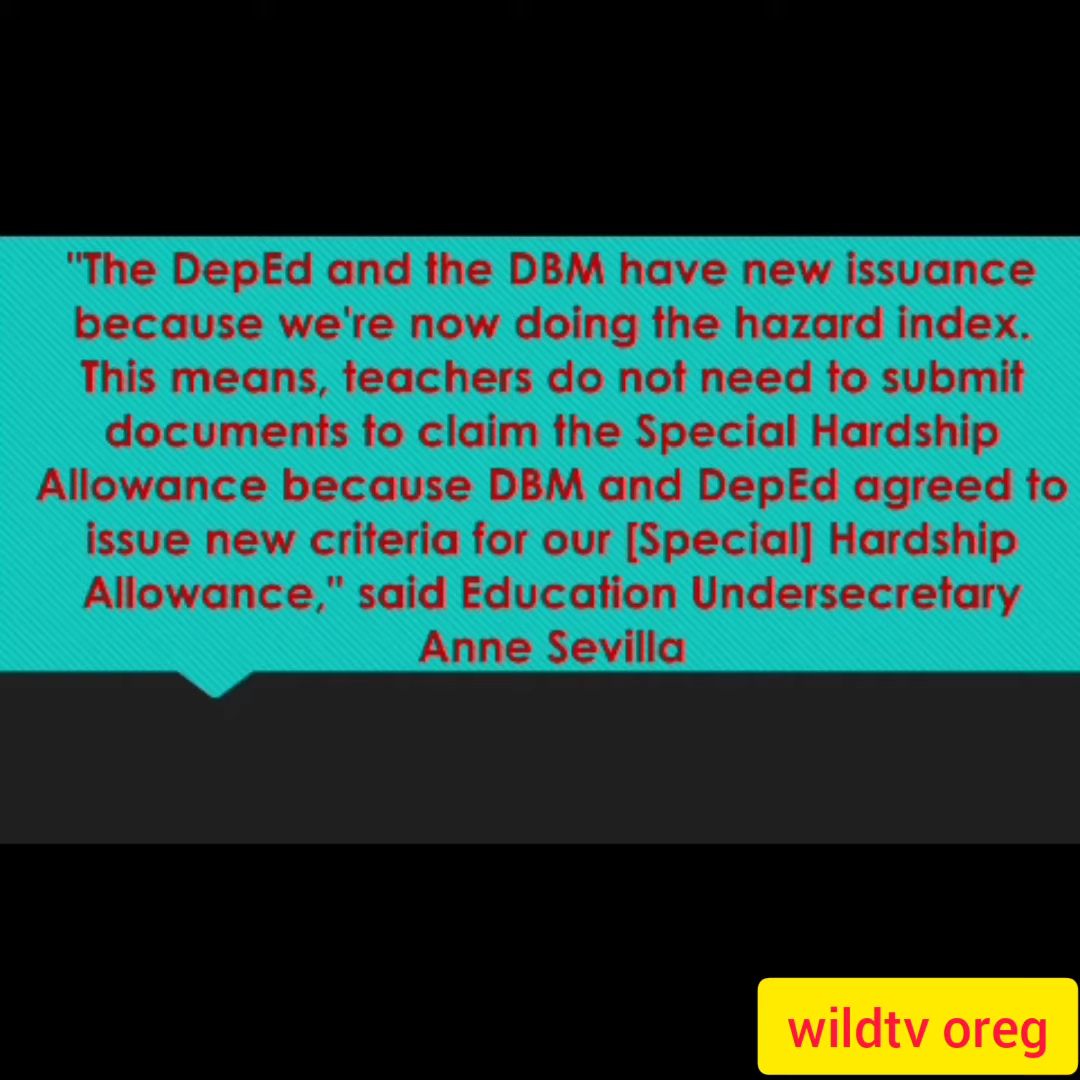 "The DepEd and the DBM have new issuance
because we're now doing the hazard index.
This means, teachers do not need to submit
documents to claim the Special Hardship
Allowance because DBM and DepEd agreed to
issue new criteria for our [Special] Hardship
Allowance," said Education Undersecretary
Anne Sevilla
wildtv oreg